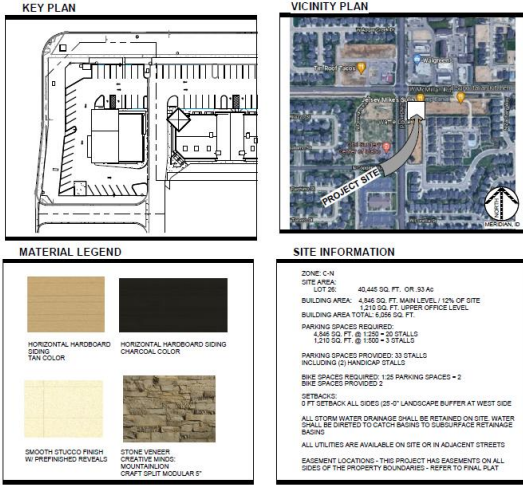 KEY PLAN
VICINITY PLAN
Tin Roof Tacos
Walgreens
PROJECT SITE
NORTH
MERIDIAN, ID
MATERIAL LEGEND
HORIZONTAL HARDBOARD
SIDING
TAN COLOR
HORIZONTAL HARDBOARD SIDING
CHARCOAL COLOR
SMOOTH STUCCO FINISH
W/ PREFINISHED REVEALS
STONE VENEER
CREATIVE MINDS:
MOUNTAINLION
CRAFT SPLIT MODULAR 5"
SITE INFORMATION
ZONE: C-N
SITE AREA:
LOT 26: 40,445 SQ. FT. OR .93 Ac
BUILDING AREA: 4,846 SQ. FT. MAIN LEVEL / 12% OF SITE
1,210 SQ. FT. UPPER OFFICE LEVEL
BUILDING AREA TOTAL: 6,056 SQ. FT.
PARKING SPACES REQUIRED:
4,846 SQ. FT. @ 1:250 = 20 STALLS
1,210 SQ. FT. @ 1:500 = 3 STALLS
PARKING SPACES PROVIDED: 33 STALLS
INCLUDING (2) HANDICAP STALLS
BIKE SPACES REQUIRED: 1:25 PARKING SPACES = 2
BIKE SPACES PROVIDED 2
SETBACKS:
0 FT SETBACK ALL SIDES (25'-0" LANDSCAPE BUFFER AT WEST SIDE
ALL STORM WATER DRAINAGE SHALL BE RETAINED ON SITE. WATER
SHALL BE DIRETED TO CATCH BASINS TO SUBSURFACE RETAINAGE
BASINS
ALL UTILITIES ARE AVAILABLE ON SITE OR IN ADJACENT STREETS
EASEMENT LOCATIONS - THIS PROJECT HAS EASEMENTS ON ALL
SIDES OF THE PROPERTY BOUNDARIES - REFER TO FINAL PLAT